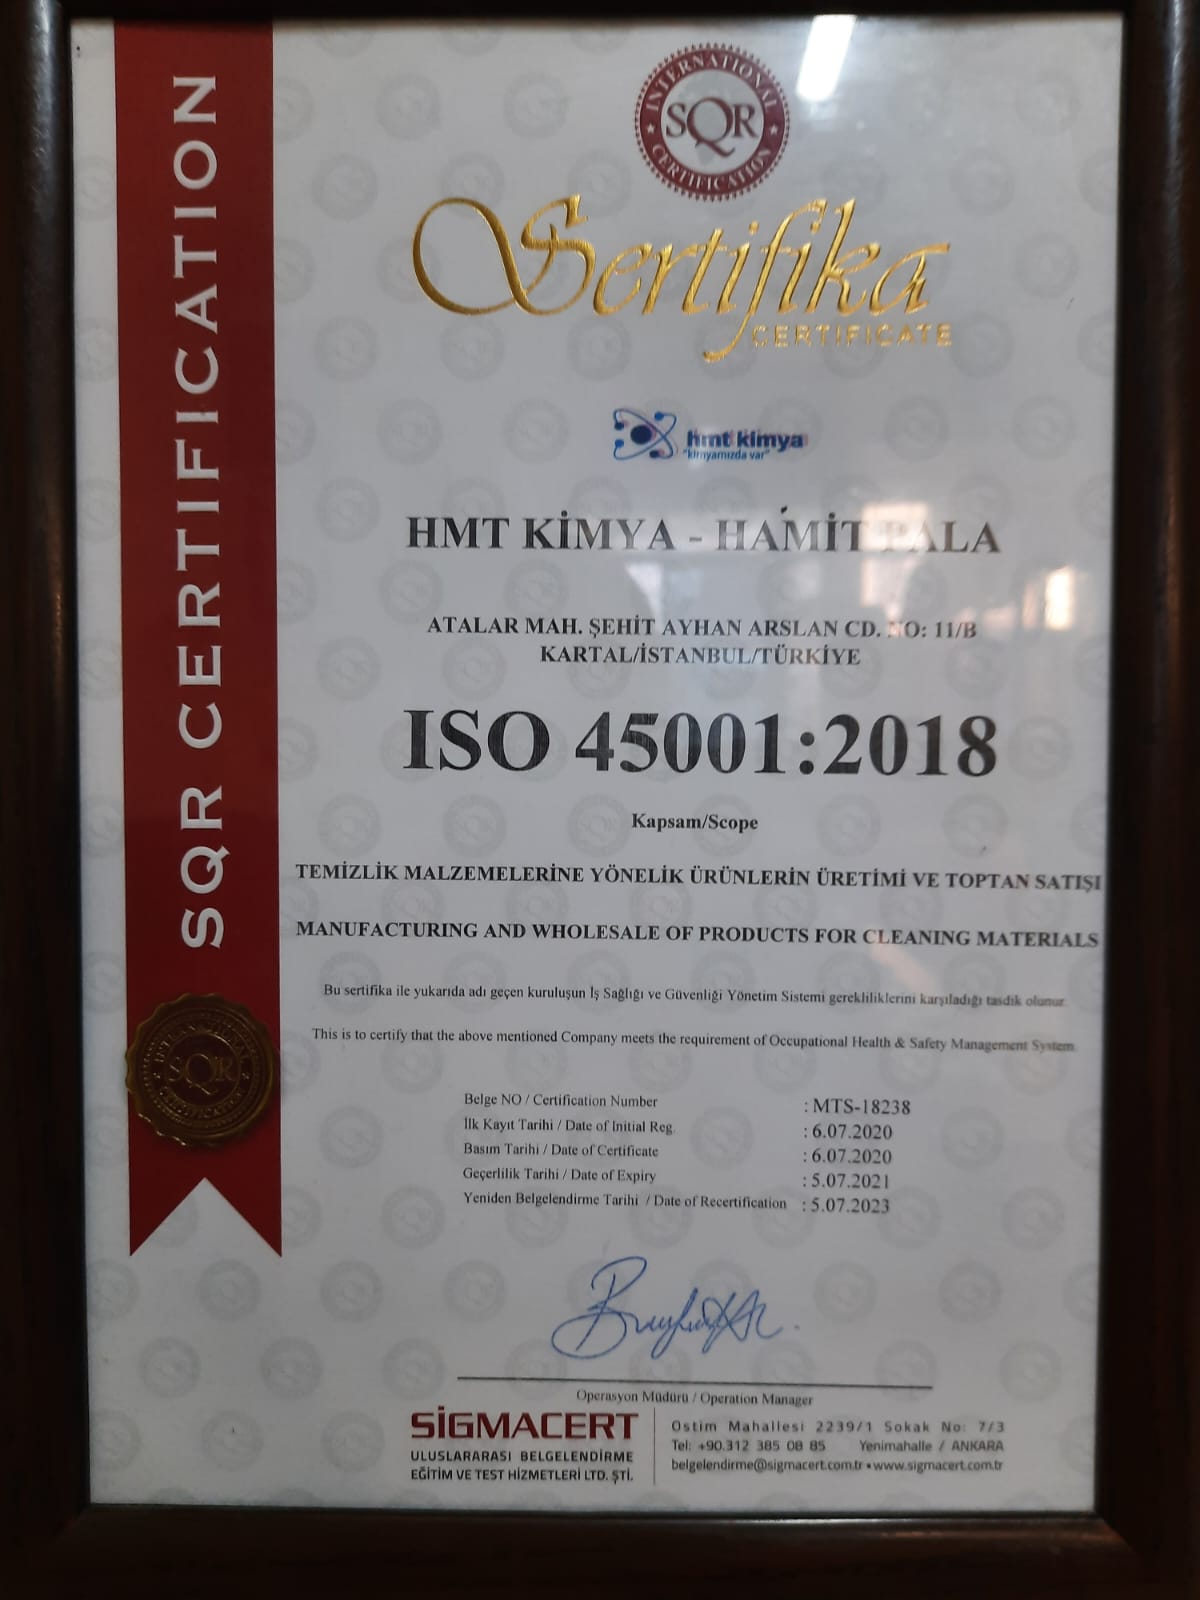 SQR CERTIFICATION
INTERNATIONAL
SQR
CERTIFICATION
Sertifika
CERTIFICATE
hmt kimya
"kimyamızda var"
HMT KİMYA - HAMİT PALA
ATALAR MAH. ŞEHİT AYHAN ARSLAN CD. NO: 11/B
KARTAL/İSTANBUL/TÜRKİYE
ISO 45001:2018
Kapsam/Scope
TEMİZLİK MALZEMELERİNE YÖNELİK ÜRÜNLERİN ÜRETİMİ VE TOPTAN SATIŞI
MANUFACTURING AND WHOLESALE OF PRODUCTS FOR CLEANING MATERIALS
Bu sertifika ile yukarıda adı geçen kuruluşun İş Sağlığı ve Güvenliği Yönetim Sistemi gerekliliklerini karşıladığı tasdik olunur.
This is to certify that the above mentioned Company meets the requirement of Occupational Health & Safety Management System.
INTERNATIONAL
SQR
CERTIFICATION
Belge NO / Certification Number : MTS-18238
İlk Kayıt Tarihi / Date of Initial Reg. : 6.07.2020
Basım Tarihi / Date of Certificate : 6.07.2020
Geçerlilik Tarihi / Date of Expiry : 5.07.2021
Yeniden Belgelendirme Tarihi / Date of Recertification : 5.07.2023
Operasyon Müdürü / Operation Manager
SİGMACERT
ULUSLARARASI BELGELENDİRME
EĞİTİM VE TEST HİZMETLERİ LTD. ŞTİ.
Ostim Mahallesi 2239/1 Sokak No: 7/3
Tel: +90.312 385 08 85 Yenimahalle / ANKARA
belgelendirme@sigmacert.com.tr • www.sigmacert.com.tr